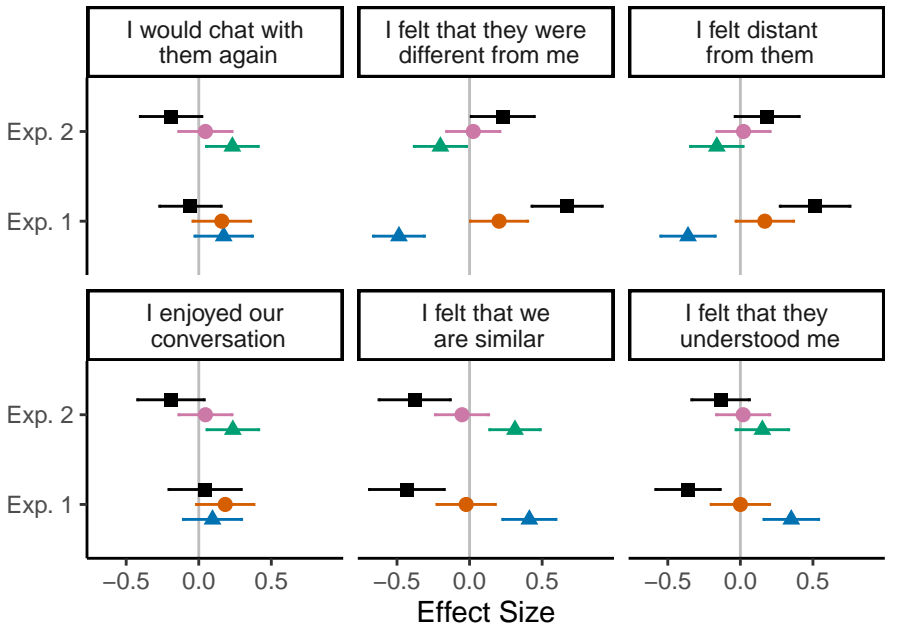 I would chat with
them again
I felt that they were
different from me
I felt distant
from them
Exp. 2
Exp. 1
I enjoyed our
conversation
I felt that we
are similar
I felt that they
understood me
Exp. 2
Exp. 1
−0.5 0.0 0.5 −0.5 0.0 0.5 −0.5 0.0 0.5
Effect Size